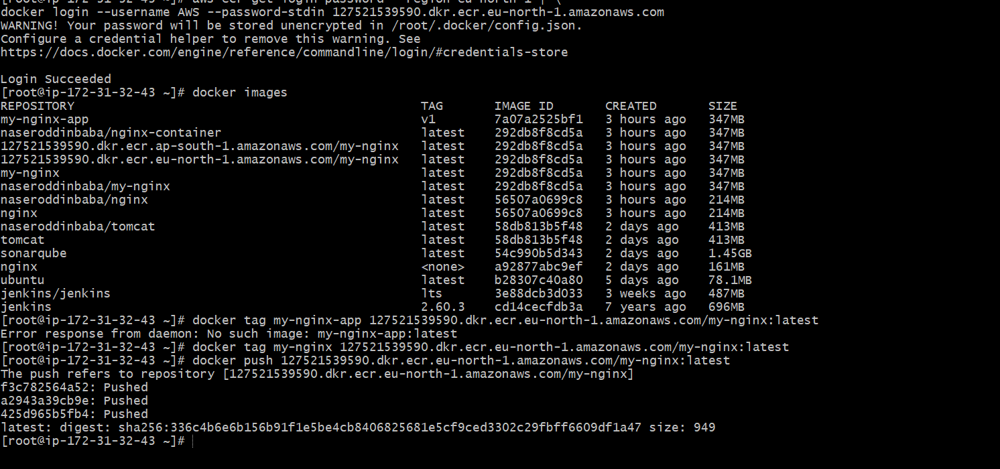 [root@ip-172-31-32-43 ~]# aws ecr get-login-password --region eu-north-1 | \
docker login --username AWS --password-stdin 127521539590.dkr.ecr.eu-north-1.amazonaws.com
WARNING! Your password will be stored unencrypted in /root/.docker/config.json.
Configure a credential helper to remove this warning. See
https://docs.docker.com/engine/reference/commandline/login/#credentials-store
Login Succeeded
[root@ip-172-31-32-43 ~]# docker images
REPOSITORY TAG IMAGE ID CREATED SIZE
my-nginx-app v1 7a07a2525bf1 3 hours ago 347MB
naseroddinbaba/nginx-container latest 292db8f8cd5a 3 hours ago 347MB
127521539590.dkr.ecr.ap-south-1.amazonaws.com/my-nginx latest 292db8f8cd5a 3 hours ago 347MB
127521539590.dkr.ecr.eu-north-1.amazonaws.com/my-nginx latest 292db8f8cd5a 3 hours ago 347MB
my-nginx latest 292db8f8cd5a 3 hours ago 347MB
naseroddinbaba/my-nginx latest 292db8f8cd5a 3 hours ago 347MB
naseroddinbaba/nginx latest 56507a0699c8 3 hours ago 214MB
nginx latest 56507a0699c8 3 hours ago 214MB
naseroddinbaba/tomcat latest 58db813b5f48 2 days ago 413MB
tomcat latest 58db813b5f48 2 days ago 413MB
sonarqube latest 54c990b5d343 2 days ago 1.45GB
nginx <none> a92877abc9ef 2 days ago 161MB
ubuntu latest b28307c40a80 5 days ago 78.1MB
jenkins/jenkins lts 3e88dcb3d033 3 weeks ago 487MB
jenkins 2.60.3 cd14cecfdb3a 7 years ago 696MB
[root@ip-172-31-32-43 ~]# docker tag my-nginx-app 127521539590.dkr.ecr.eu-north-1.amazonaws.com/my-nginx:latest
Error response from daemon: No such image: my-nginx-app:latest
[root@ip-172-31-32-43 ~]# docker tag my-nginx 127521539590.dkr.ecr.eu-north-1.amazonaws.com/my-nginx:latest
[root@ip-172-31-32-43 ~]# docker push 127521539590.dkr.ecr.eu-north-1.amazonaws.com/my-nginx:latest
The push refers to repository [127521539590.dkr.ecr.eu-north-1.amazonaws.com/my-nginx]
f3c782564a52: Pushed
a2943a39cb9e: Pushed
425d965b5fb4: Pushed
latest: digest: sha256:336c4b6e6b156b91f1e5be4cb8406825681e5cf9ced3302c29fbff6609df1a47 size: 949
[root@ip-172-31-32-43 ~]#